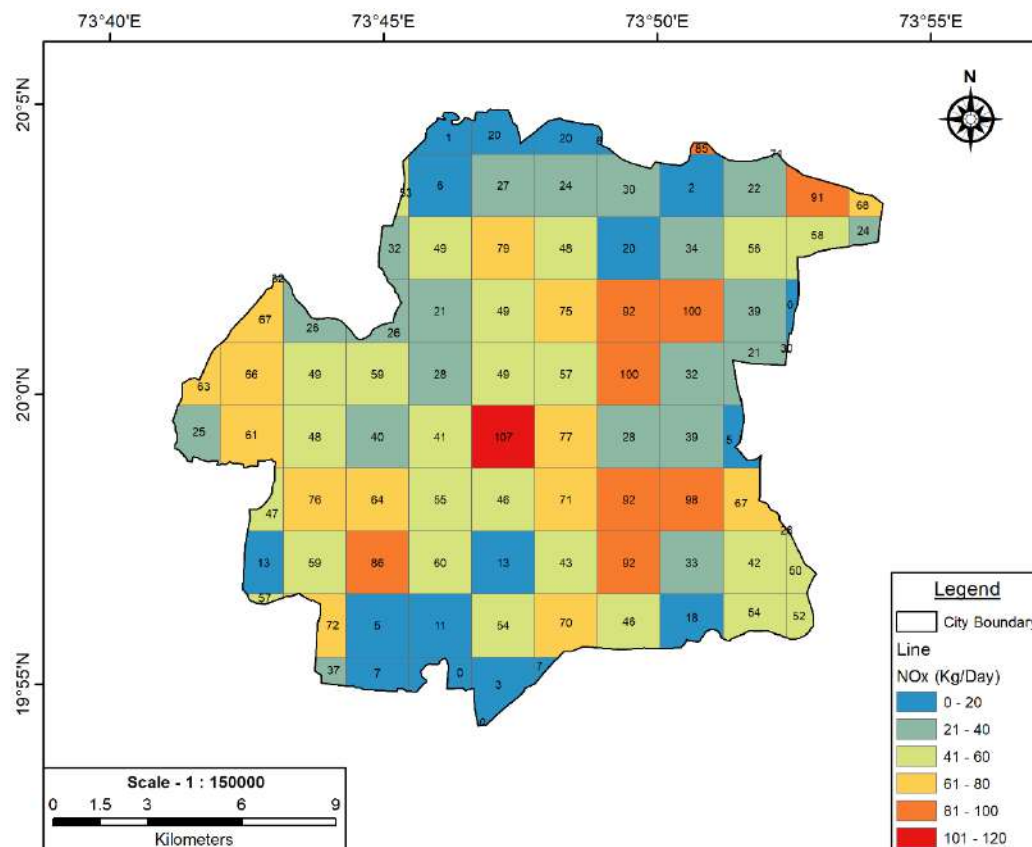 73°40'E 73°45'E 73°50'E 73°55'E
20°5'N
20°0'N
19°55'N
N
1 20 20 6 85 71
53 6 27 24 30 2 22 91 68
32 49 79 48 20 34 56 58 24
67 26 26 21 49 75 92 100 39 0
63 66 49 59 28 49 57 100 32 21 30
25 61 48 40 41 107 77 28 39 5
47 76 64 55 46 71 92 98 67
13 59 86 60 13 43 92 33 42 50
57 72 5 11 54 70 46 18 54 52
37 7 0 3 7
Legend
City Boundary
Line
NOx (Kg/Day)
0 - 20
21 - 40
41 - 60
61 - 80
81 - 100
101 - 120
Scale - 1 : 150000
0 1.5 3 6 9
Kilometers